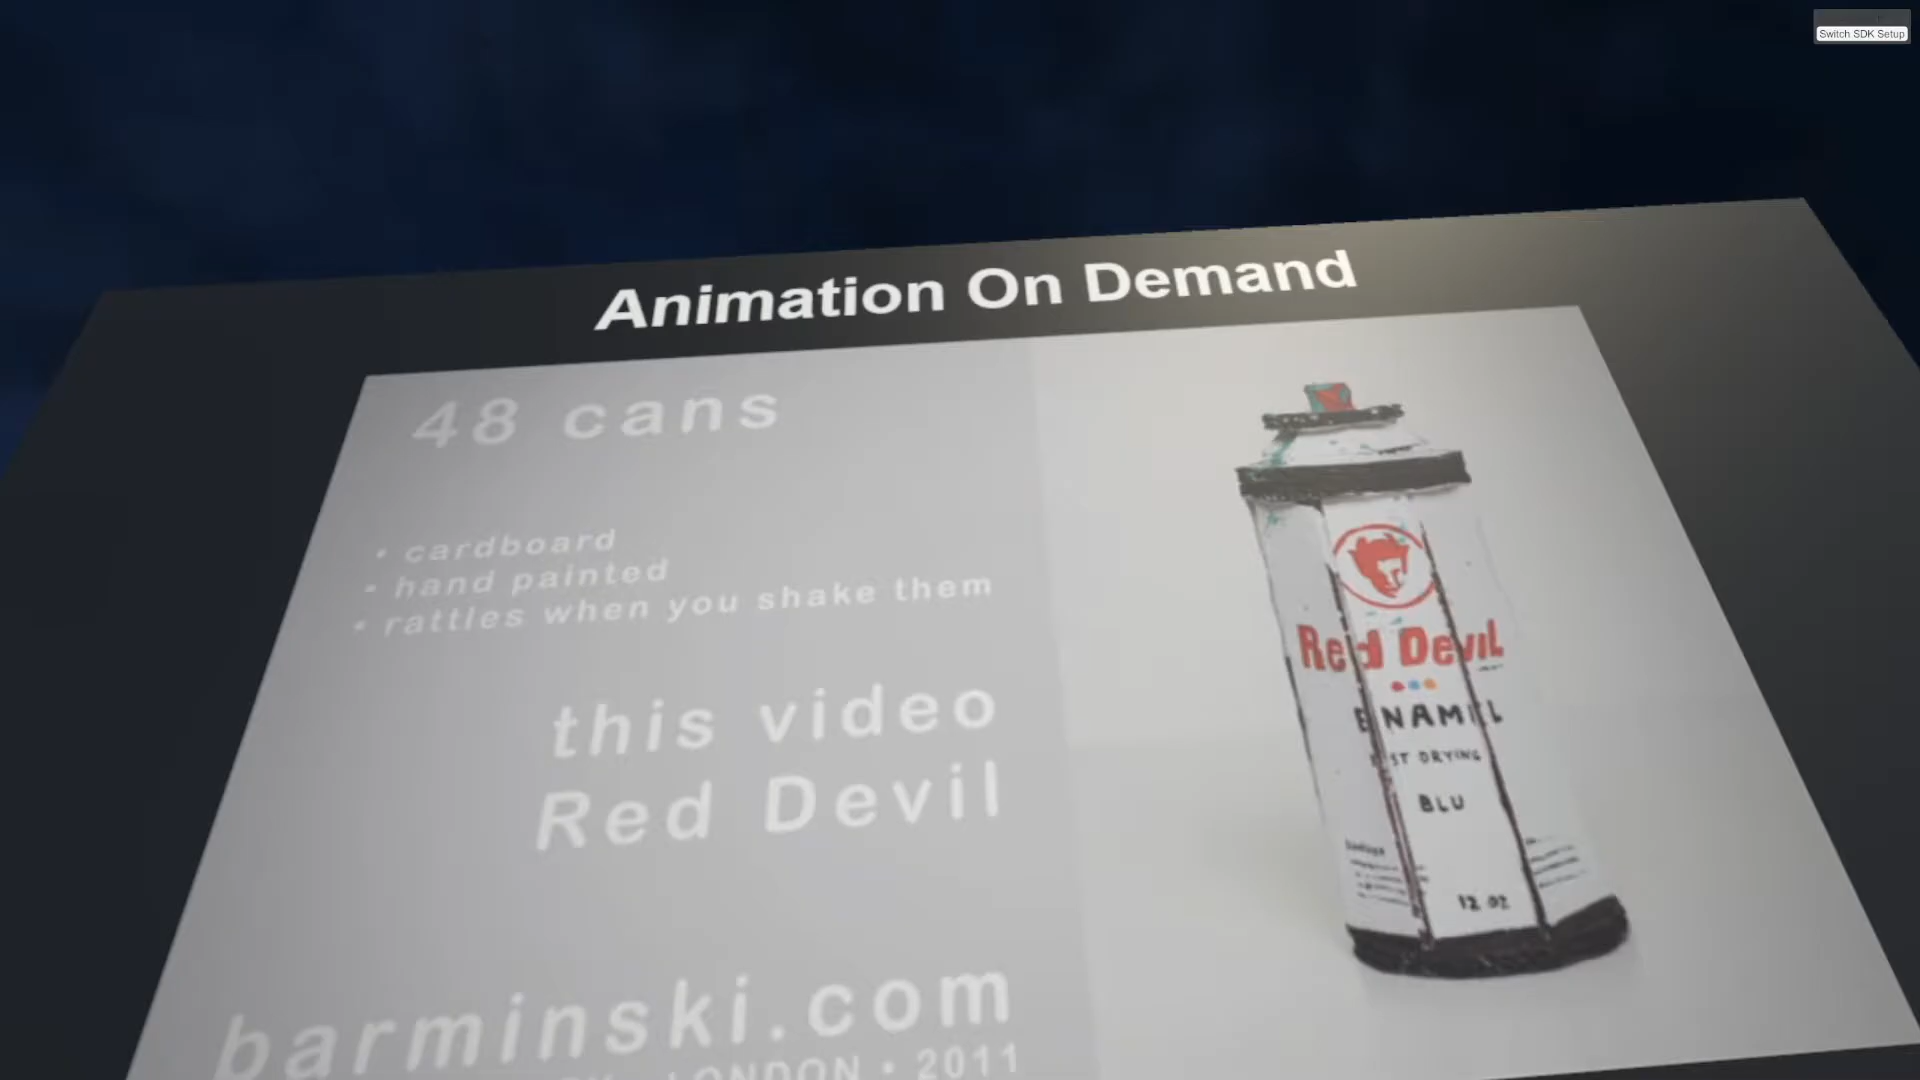 Switch SDK Setup
Animation On Demand
48 cans
• cardboard
• hand painted
• rattles when you shake them
this video
Red Devil
barminski.com
LONDON • 2011
Red Devil
ENAMEL
DRYING
BLU
12 oz